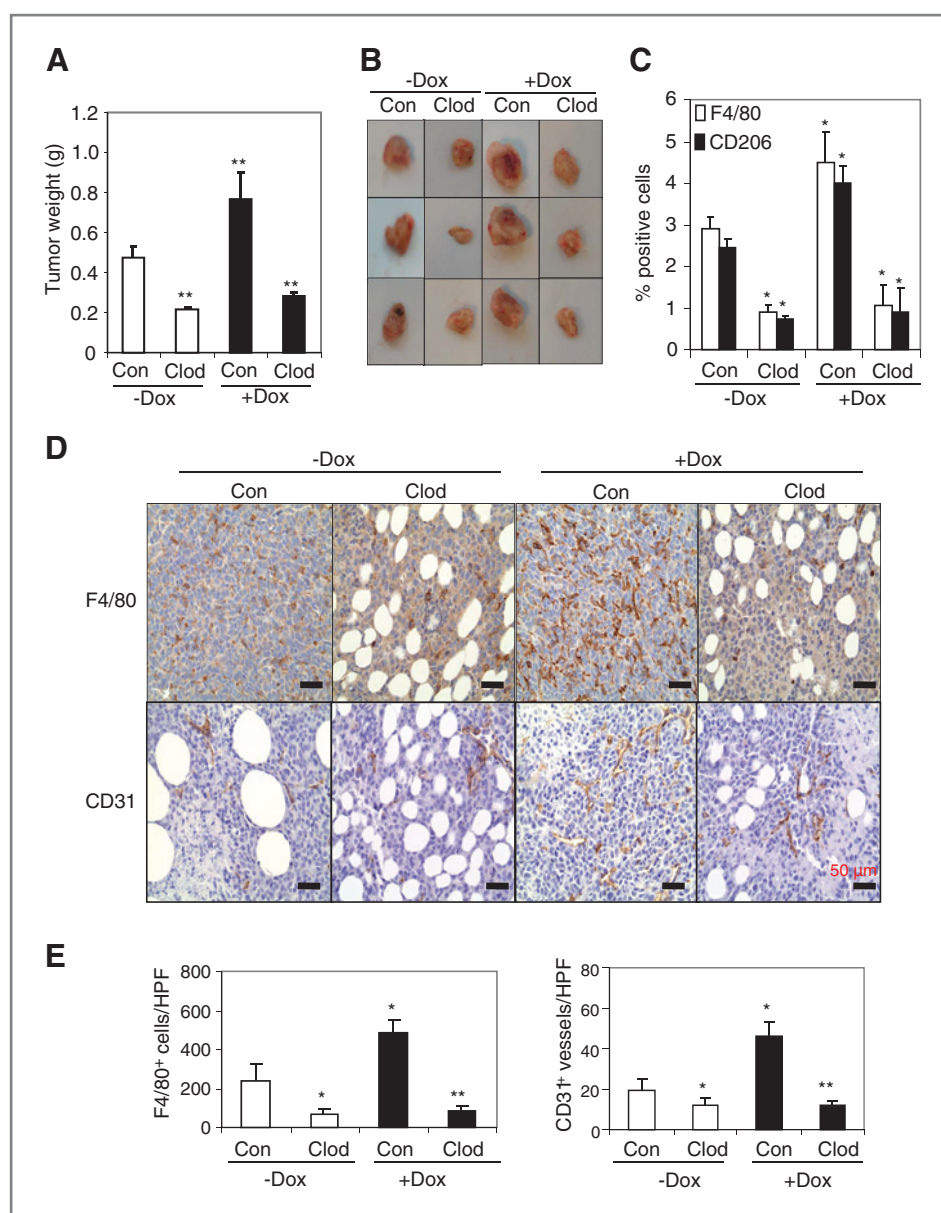 A
Tumor weight (g)
1.2
1.0
0.8
0.6
0.4
0.2
0
**
**
**
Con Clod Con Clod
-Dox +Dox
B
-Dox +Dox
Con Clod Con Clod
C
% positive cells
6
5
4
3
2
1
0
F4/80
CD206
* *
* *
* *
Con Clod Con Clod
-Dox +Dox
D
-Dox +Dox
Con Clod Con Clod
F4/80
CD31
50 µm
E
F4/80+ cells/HPF
800
600
400
200
0
*
*
**
Con Clod Con Clod
-Dox +Dox
CD31+ vessels/HPF
80
60
40
20
0
*
*
**
Con Clod Con Clod
-Dox +Dox